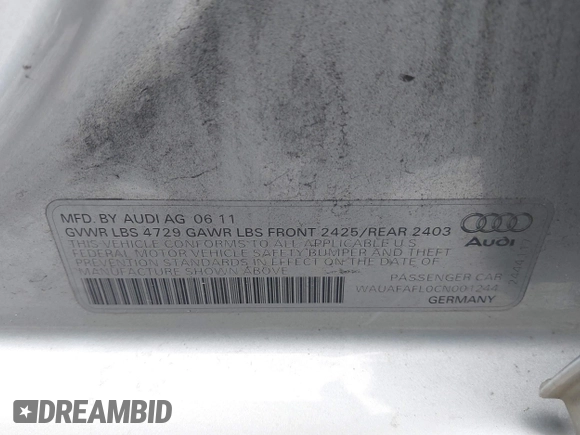 MFD. BY AUDI AG 06 11
GVWR LBS 4729 GAWR LBS FRONT 2425/REAR 2403
THIS VEHICLE CONFORMS TO ALL APPLICABLE U.S
FEDERAL MOTOR VEHICLE SAFETY BUMPER AND THEFT
PREVENTION STANDARDS IN EFFECT ON THE DATE OF
MANUFACTURE SHOWN ABOVE
Audi
PASSENGER CAR
WAUAFAFL0CN001244
GERMANY
DREAMBID